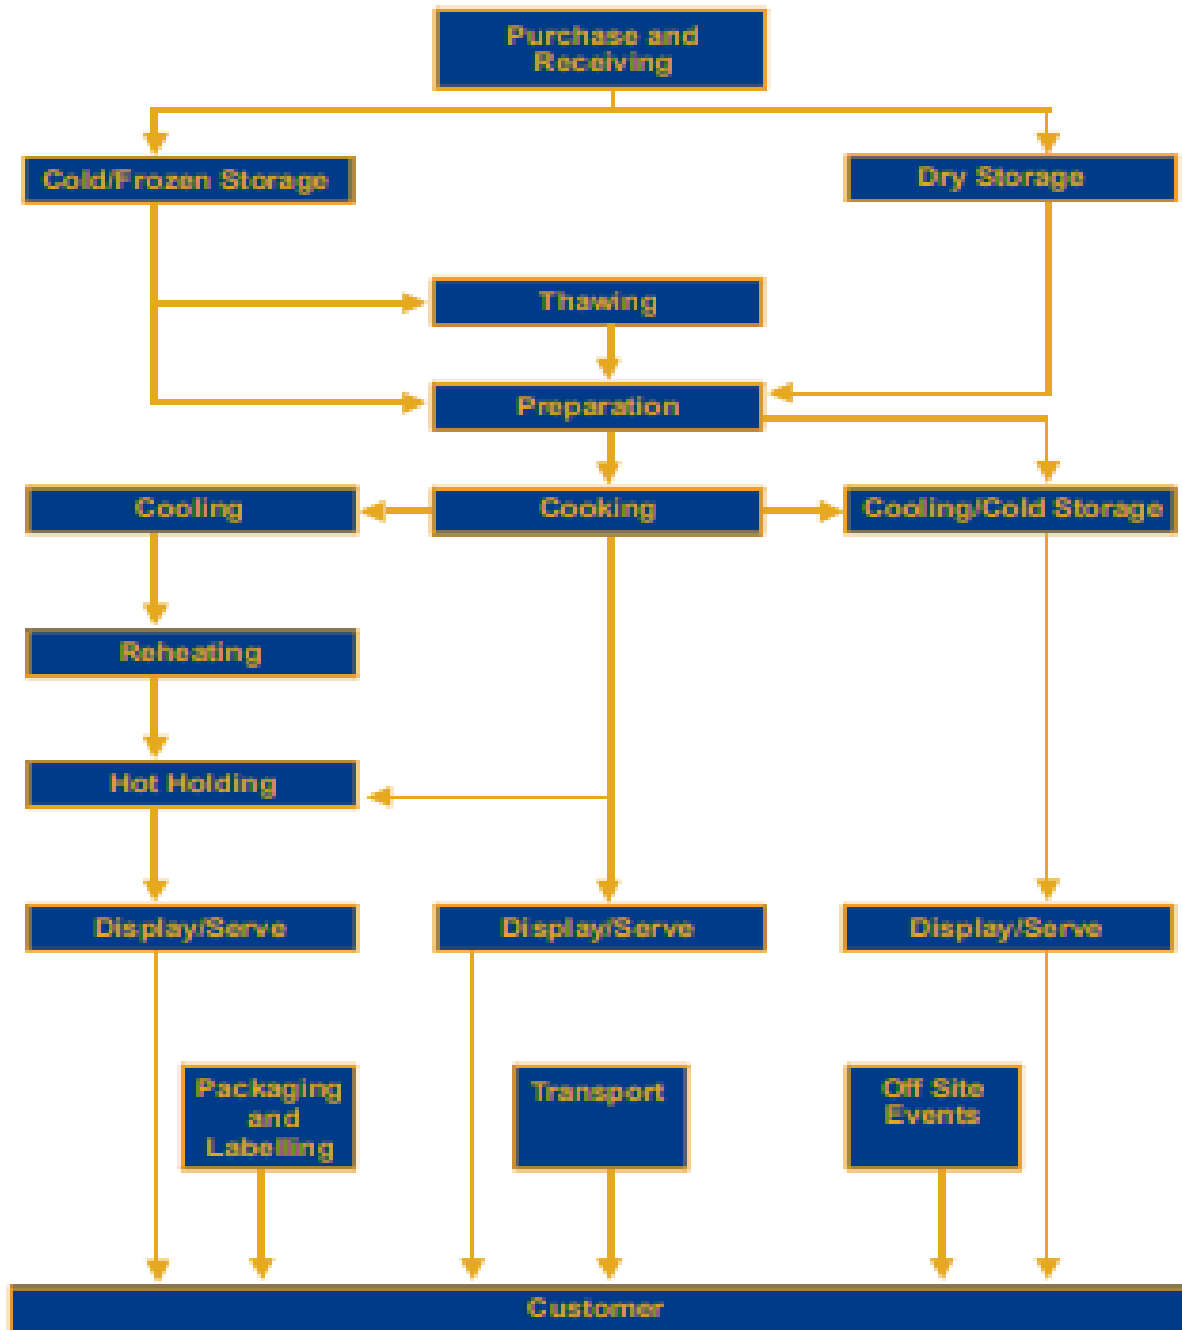 Purchase and
Receiving
Cold/Frozen Storage
Dry Storage
Thawing
Preparation
Cooling
Cooking
Cooling/Cold Storage
Reheating
Hot Holding
Display/Serve
Display/Serve
Display/Serve
Packaging
and
Labelling
Transport
Off Site
Events
Customer